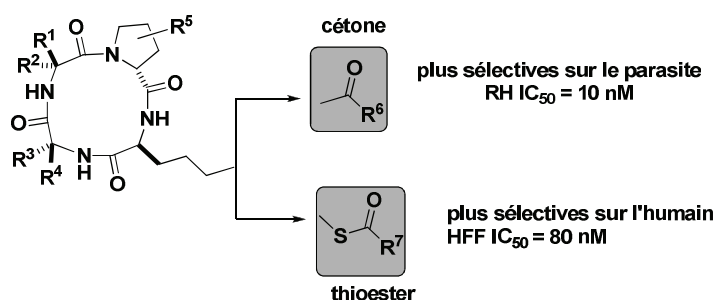 cétone
O
R⁶
plus sélectives sur le parasite
RH IC₅₀ = 10 nM
R¹
R²
O
N
R⁵
HN
O
NH
O
R³
R⁴
N
H
O
O
S
R⁷
plus sélectives sur l'humain
HFF IC₅₀ = 80 nM
thioester